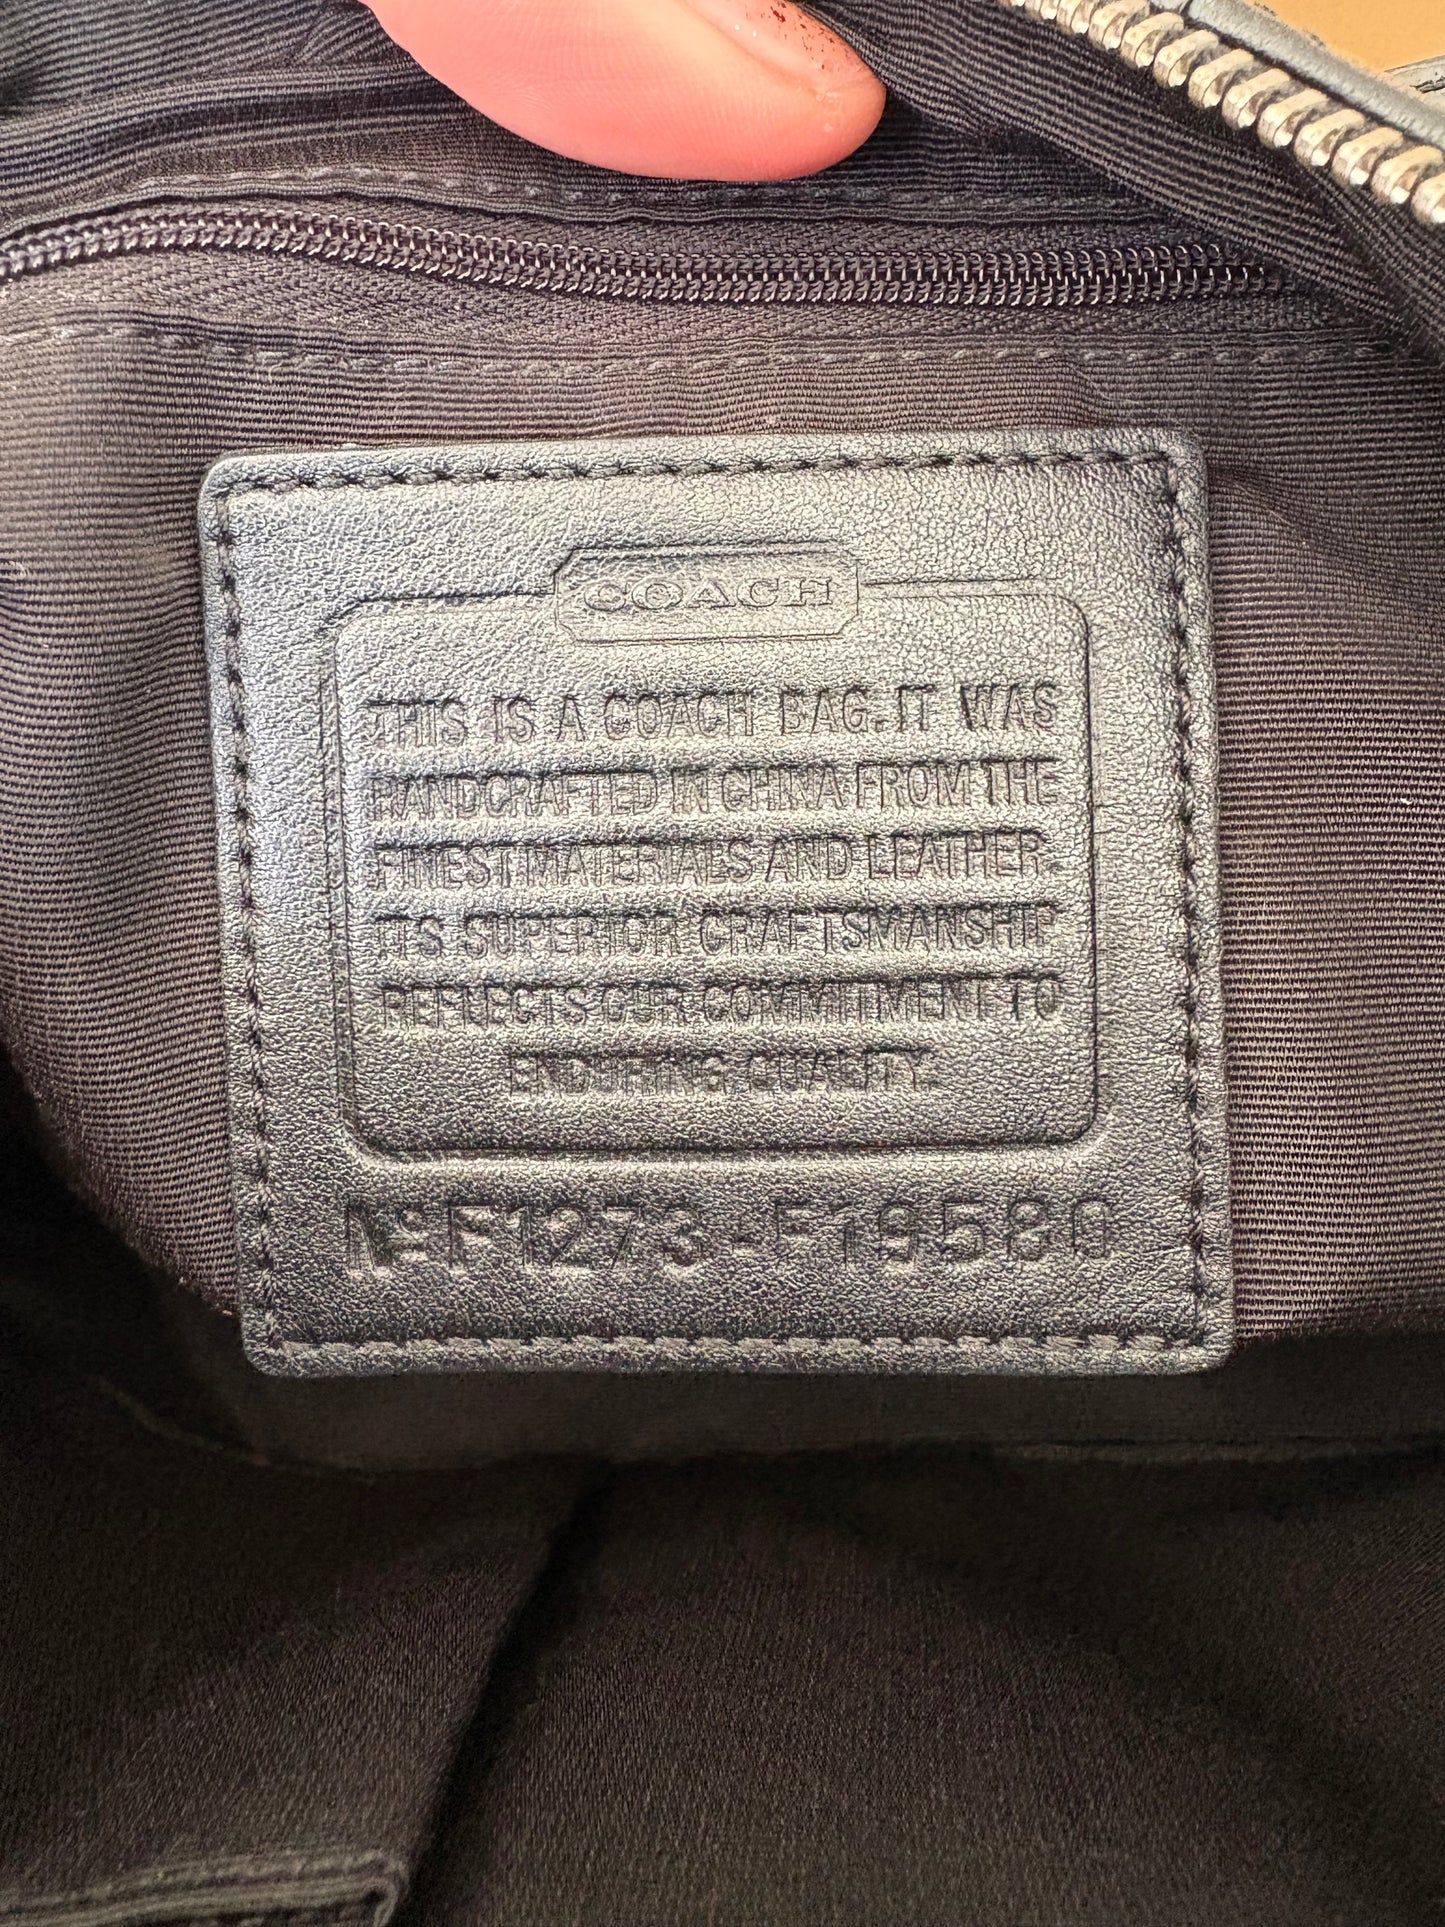 COACH
THIS IS A COACH BAG. IT WAS
HANDCRAFTED IN CHINA FROM THE
FINEST MATERIALS AND LEATHER.
ITS SUPERIOR CRAFTSMANSHIP
REFLECTS OUR COMMITMENT TO
ENDURING QUALITY.
Nº F1273-F19580